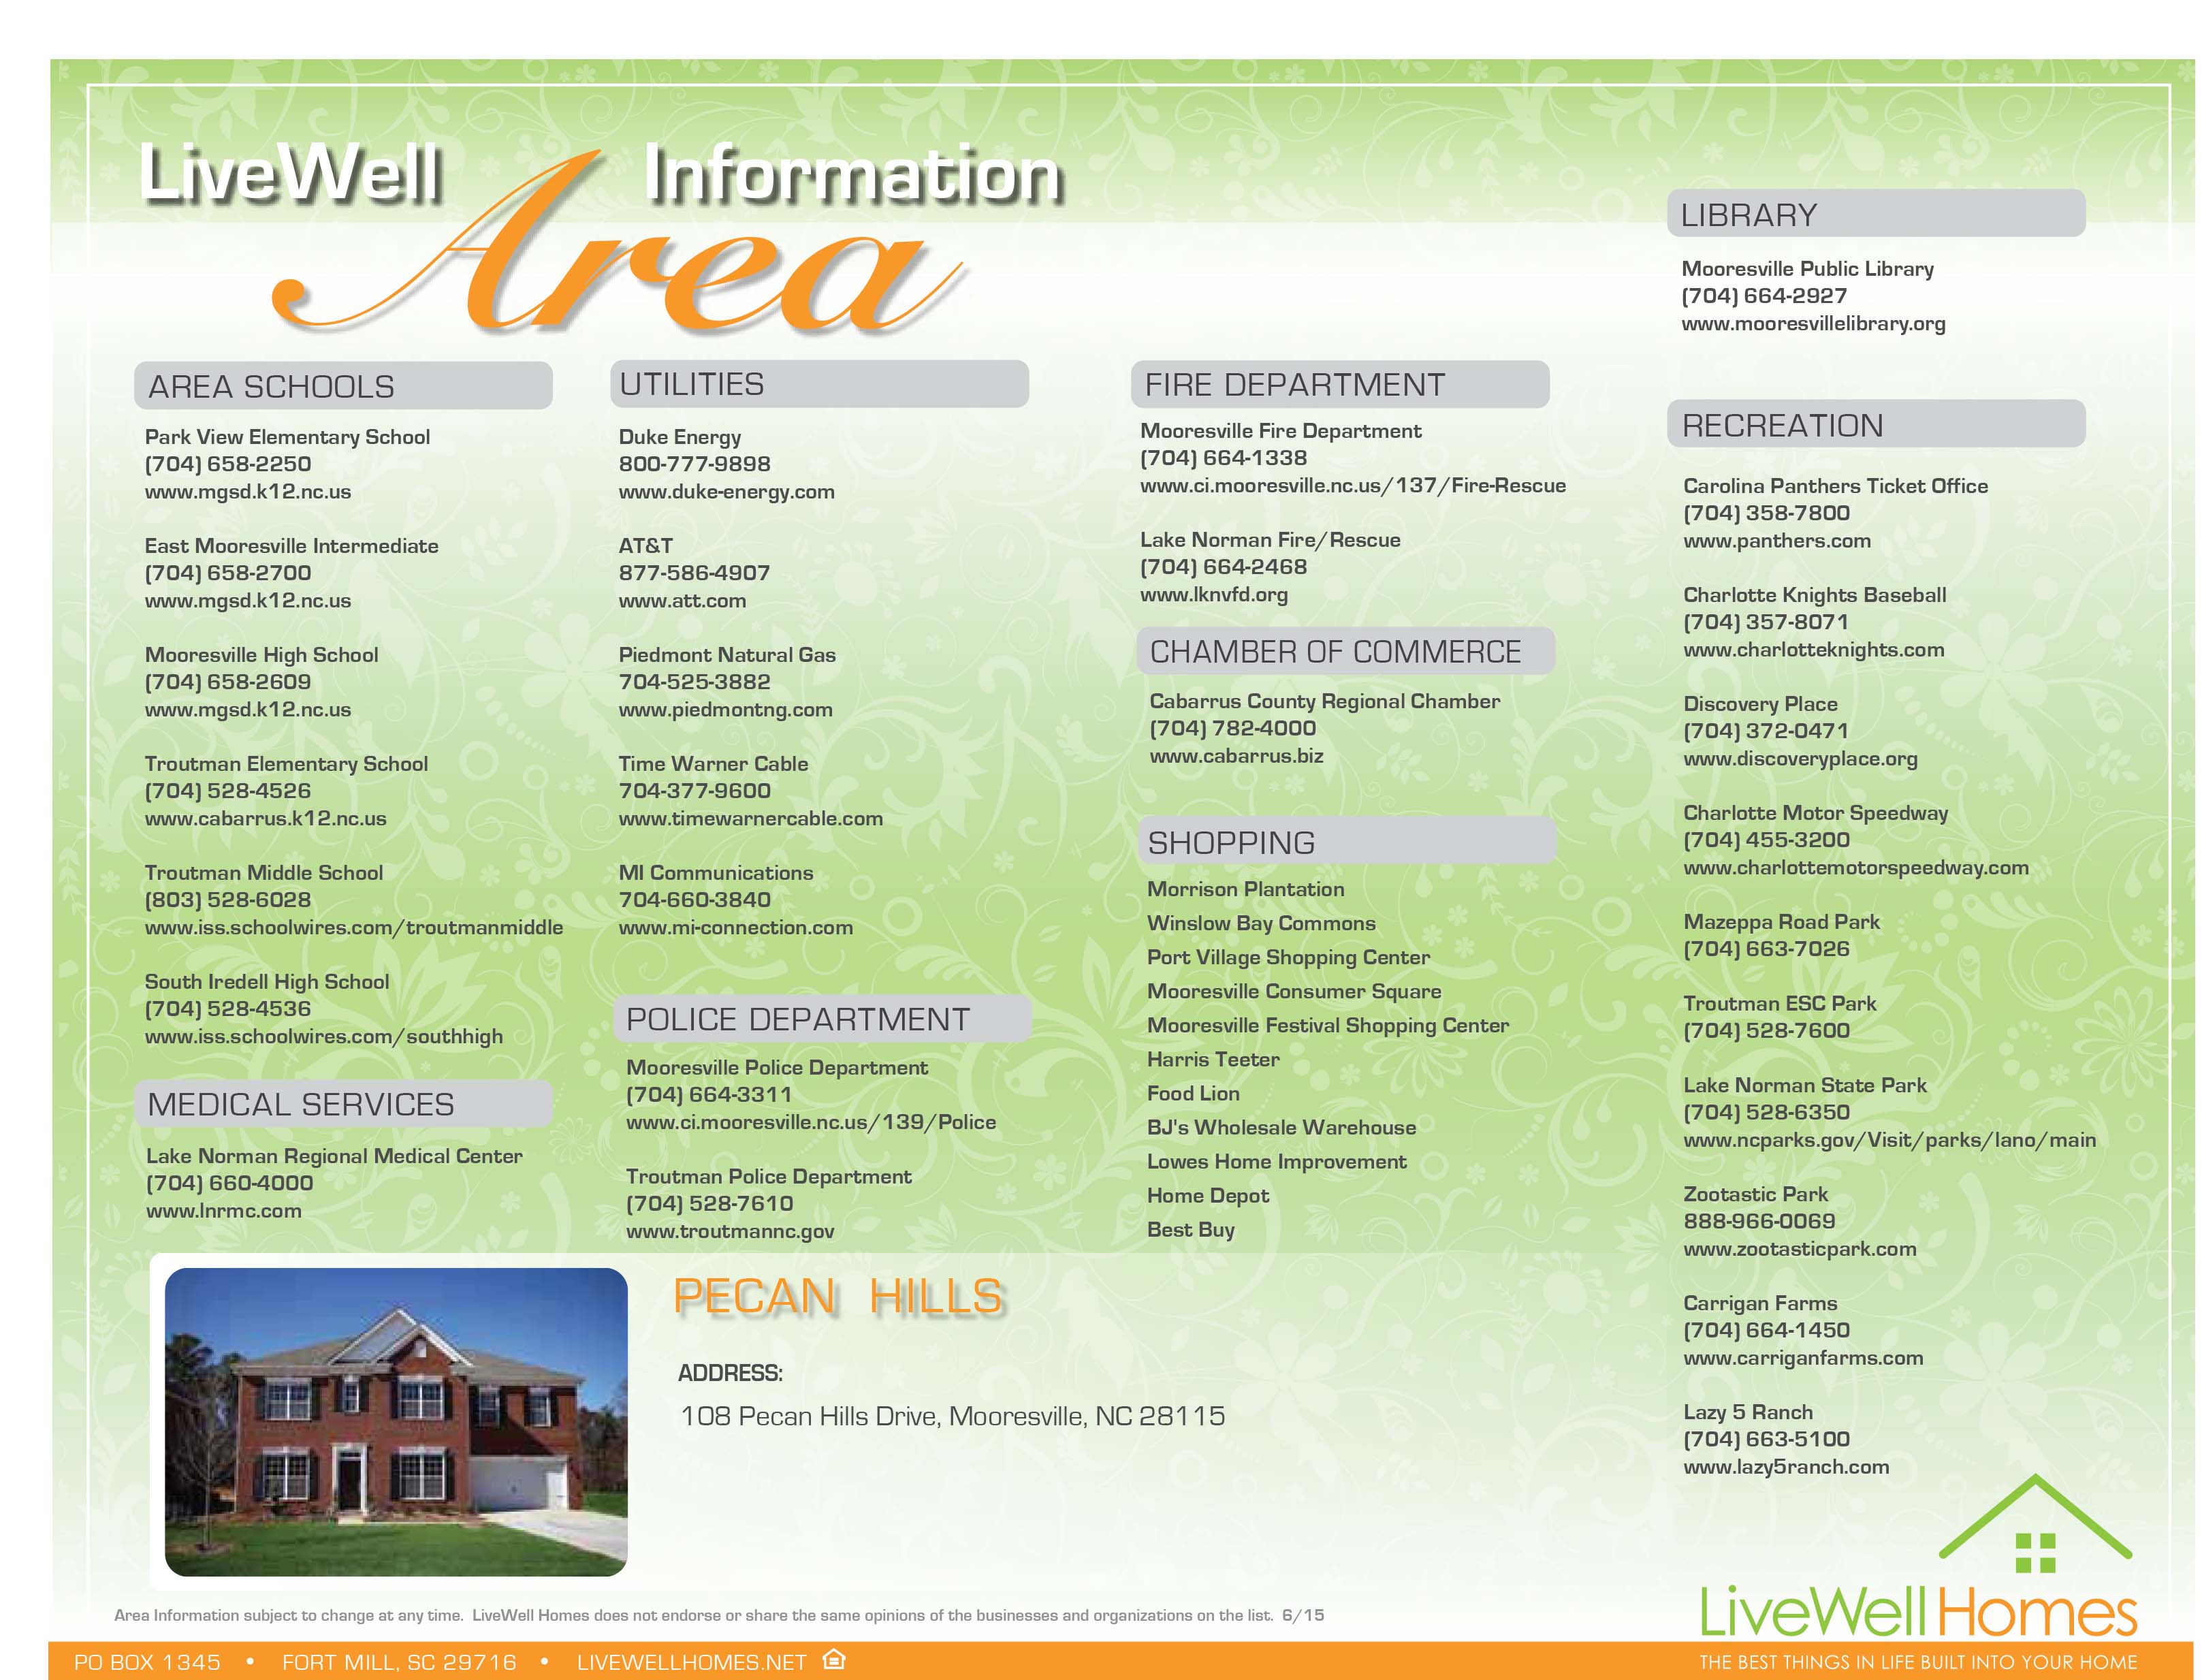 LiveWell Area Information
AREA SCHOOLS
Park View Elementary School
(704) 658-2250
www.mgsd.k12.nc.us
East Mooresville Intermediate
(704) 658-2700
www.mgsd.k12.nc.us
Mooresville High School
(704) 658-2609
www.mgsd.k12.nc.us
Troutman Elementary School
(704) 528-4526
www.cabarrus.k12.nc.us
Troutman Middle School
(803) 528-6028
www.iss.schoolwires.com/troutmanmiddle
South Iredell High School
(704) 528-4536
www.iss.schoolwires.com/southhigh
MEDICAL SERVICES
Lake Norman Regional Medical Center
(704) 660-4000
www.lnrmc.com
UTILITIES
Duke Energy
800-777-9898
www.duke-energy.com
AT&T
877-586-4907
www.att.com
Piedmont Natural Gas
704-525-3882
www.piedmontng.com
Time Warner Cable
704-377-9600
www.timewarnercable.com
MI Communications
704-660-3840
www.mi-connection.com
POLICE DEPARTMENT
Mooresville Police Department
(704) 664-3311
www.ci.mooresville.nc.us/139/Police
Troutman Police Department
(704) 528-7610
www.troutmannc.gov
FIRE DEPARTMENT
Mooresville Fire Department
(704) 664-1338
www.ci.mooresville.nc.us/137/Fire-Rescue
Lake Norman Fire/Rescue
(704) 664-2468
www.lknvfd.org
CHAMBER OF COMMERCE
Cabarrus County Regional Chamber
(704) 782-4000
www.cabarrus.biz
SHOPPING
Morrison Plantation
Winslow Bay Commons
Port Village Shopping Center
Mooresville Consumer Square
Mooresville Festival Shopping Center
Harris Teeter
Food Lion
BJ's Wholesale Warehouse
Lowes Home Improvement
Home Depot
Best Buy
LIBRARY
Mooresville Public Library
(704) 664-2927
www.mooresvillelibrary.org
RECREATION
Carolina Panthers Ticket Office
(704) 358-7800
www.panthers.com
Charlotte Knights Baseball
(704) 357-8071
www.charlotteknights.com
Discovery Place
(704) 372-0471
www.discoveryplace.org
Charlotte Motor Speedway
(704) 455-3200
www.charlottemotorspeedway.com
Mazeppa Road Park
(704) 663-7026
Troutman ESC Park
(704) 528-7600
Lake Norman State Park
(704) 528-6350
www.ncparks.gov/Visit/parks/lano/main
Zootastic Park
888-966-0069
www.zootasticpark.com
Carrigan Farms
(704) 664-1450
www.carriganfarms.com
Lazy 5 Ranch
(704) 663-5100
www.lazy5ranch.com
PECAN HILLS
ADDRESS:
108 Pecan Hills Drive, Mooresville, NC 28115
Area Information subject to change at any time. LiveWell Homes does not endorse or share the same opinions of the businesses and organizations on the list. 6/15
LiveWell Homes
PO BOX 1345 • FORT MILL, SC 29716 • LIVEWELLHOMES.NET
THE BEST THINGS IN LIFE BUILT INTO YOUR HOME